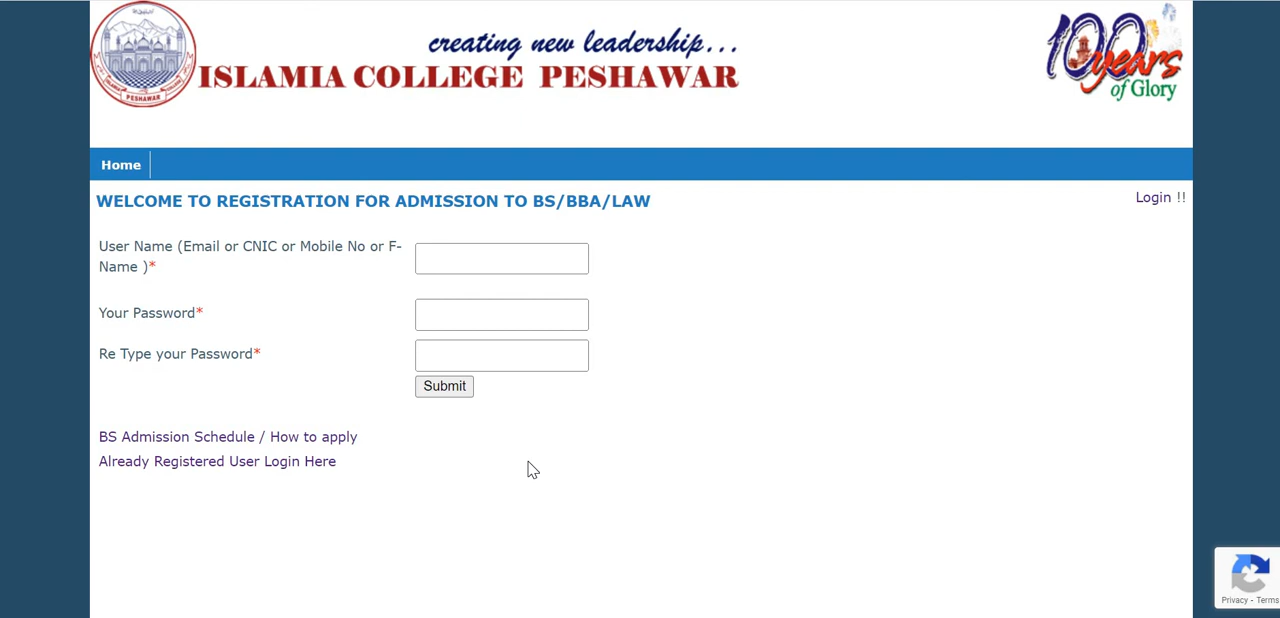 creating new leadership...
ISLAMIA COLLEGE PESHAWAR
PESHAWAR
100 years
of Glory
Home
WELCOME TO REGISTRATION FOR ADMISSION TO BS/BBA/LAW
Login !!
User Name (Email or CNIC or Mobile No or F-
Name )*
Your Password*
Re Type your Password*
Submit
BS Admission Schedule / How to apply
Already Registered User Login Here
Privacy - Terms